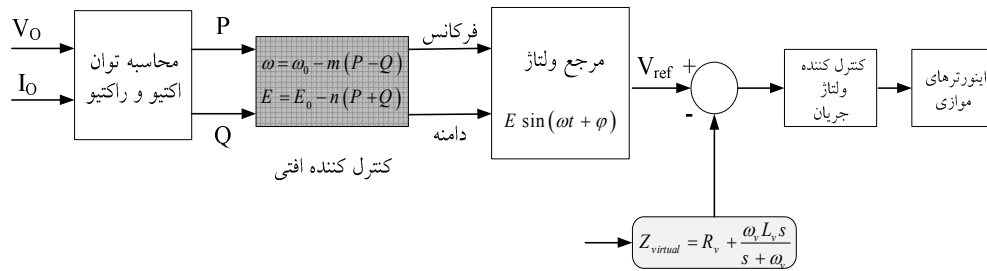 V_O
I_O
محاسبه توان
اکتیو و راکتیو
P
Q
ω = ω_0 − m(P − Q)
E = E_0 − n(P + Q)
کنترل کننده افتی
فرکانس
دامنه
مرجع ولتاژ
E sin(ωt + φ)
V_ref
+
-
کنترل کننده
ولتاژ
جریان
اینورترهای
موازی
Z_virtual = R_v + ω_v L_v s / (s + ω_v)